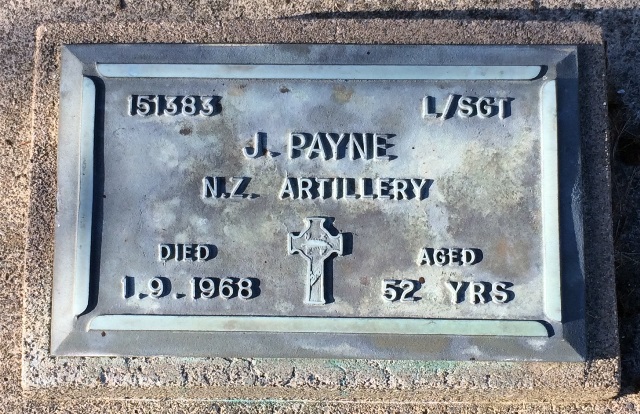 151383 L/SGT
J. PAYNE
N.Z. ARTILLERY
DIED AGED
1.9.1968 52 YRS